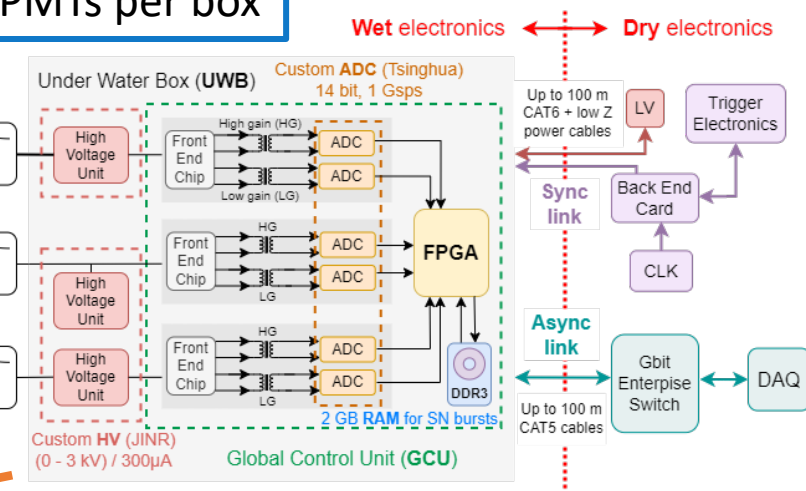 PMTs per box
Wet electronics
Dry electronics
Under Water Box (UWB)
Custom ADC (Tsinghua)
14 bit, 1 Gsps
High
Voltage
Unit
Front
End
Chip
High gain (HG)
Low gain (LG)
ADC
ADC
High
Voltage
Unit
Front
End
Chip
HG
LG
ADC
ADC
High
Voltage
Unit
Front
End
Chip
HG
LG
ADC
ADC
FPGA
DDR3
2 GB RAM for SN bursts
Custom HV (JINR)
(0 - 3 kV) / 300µA
Global Control Unit (GCU)
Up to 100 m
CAT6 + low Z
power cables
LV
Trigger
Electronics
Sync
link
Back End
Card
CLK
Async
link
Gbit
Enterpise
Switch
DAQ
Up to 100 m
CAT5 cables